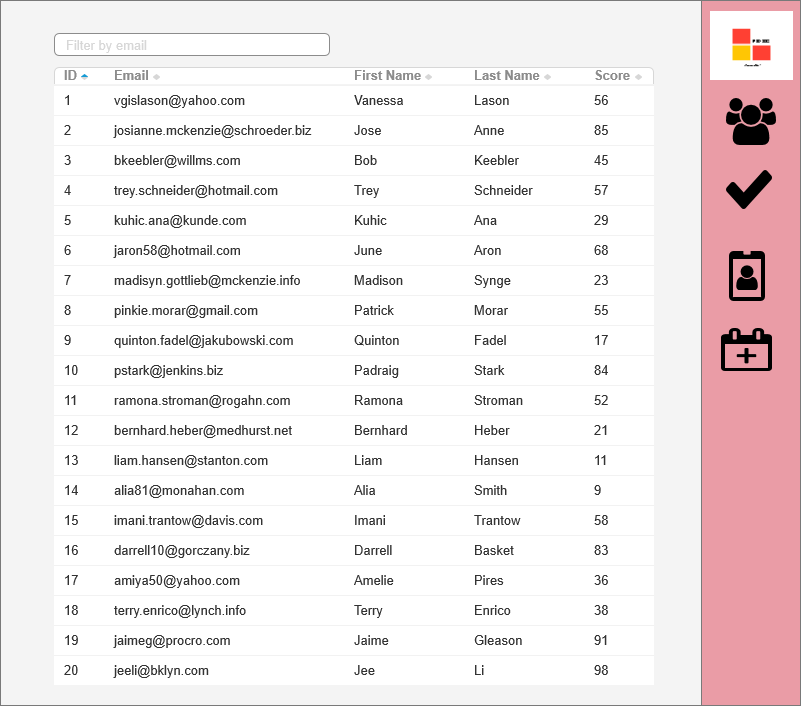 Filter by email
ID Email First Name Last Name Score
1 vgislason@yahoo.com Vanessa Lason 56
2 josianne.mckenzie@schroeder.biz Jose Anne 85
3 bkeebler@willms.com Bob Keebler 45
4 trey.schneider@hotmail.com Trey Schneider 57
5 kuhic.ana@kunde.com Kuhic Ana 29
6 jaron58@hotmail.com June Aron 68
7 madisyn.gottlieb@mckenzie.info Madison Synge 23
8 pinkie.morar@gmail.com Patrick Morar 55
9 quinton.fadel@jakubowski.com Quinton Fadel 17
10 pstark@jenkins.biz Padraig Stark 84
11 ramona.stroman@rogahn.com Ramona Stroman 52
12 bernhard.heber@medhurst.net Bernhard Heber 21
13 liam.hansen@stanton.com Liam Hansen 11
14 alia81@monahan.com Alia Smith 9
15 imani.trantow@davis.com Imani Trantow 58
16 darrell10@gorczany.biz Darrell Basket 83
17 amiya50@yahoo.com Amelie Pires 36
18 terry.enrico@lynch.info Terry Enrico 38
19 jaimeg@procro.com Jaime Gleason 91
20 jeeli@bklyn.com Jee Li 98